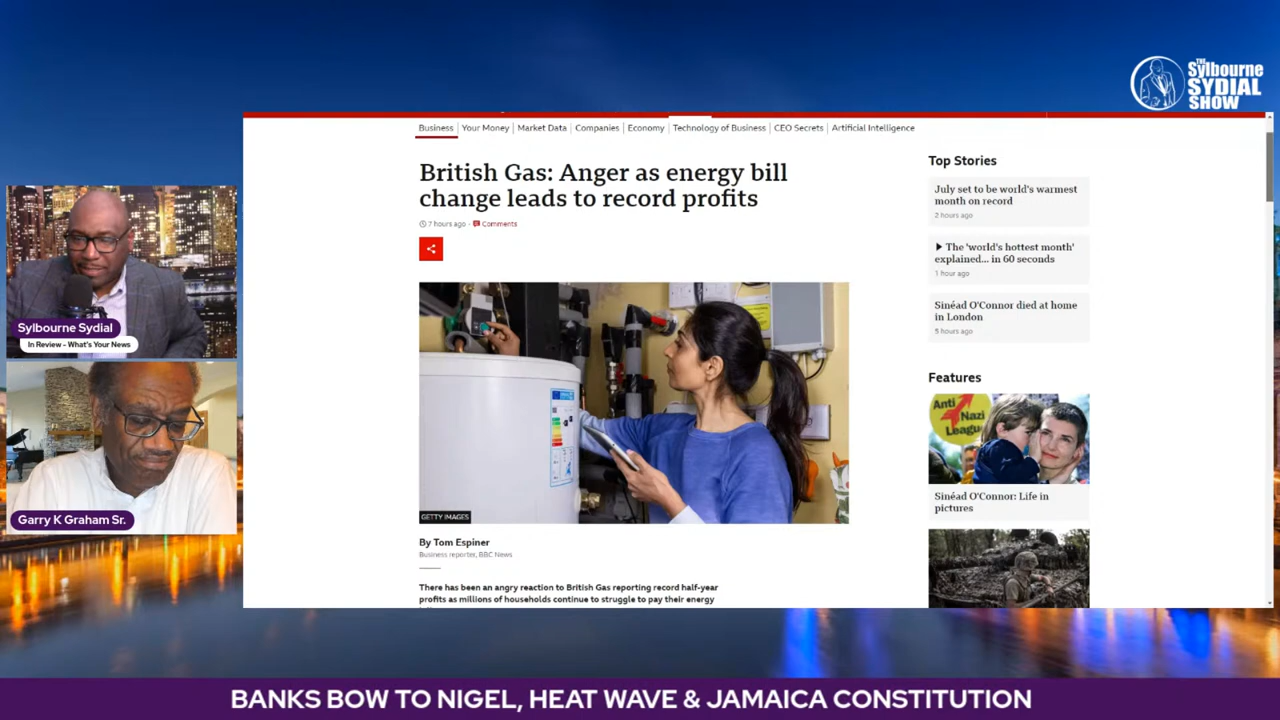 THE
Sylbourne
SYDIAL
SHOW
Business
Your Money
Market Data
Companies
Economy
Technology of Business
CEO Secrets
Artificial Intelligence
British Gas: Anger as energy bill
change leads to record profits
7 hours ago
Comments
GETTY IMAGES
By Tom Espiner
Business reporter, BBC News
There has been an angry reaction to British Gas reporting record half-year
profits as millions of households continue to struggle to pay their energy
Top Stories
July set to be world's warmest
month on record
2 hours ago
The 'world's hottest month'
explained... in 60 seconds
1 hour ago
Sinéad O'Connor died at home
in London
5 hours ago
Features
Anti
Nazi
League
Sinéad O'Connor: Life in
pictures
Sylbourne Sydial
In Review - What's Your News
Garry K Graham Sr.
BANKS BOW TO NIGEL, HEAT WAVE & JAMAICA CONSTITUTION